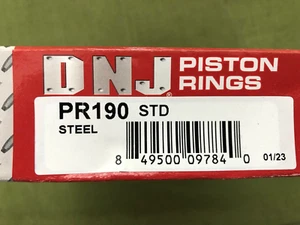 DNJ® PISTON
RINGS
PR190 STD
STEEL
8 49500 09784 0 01/23